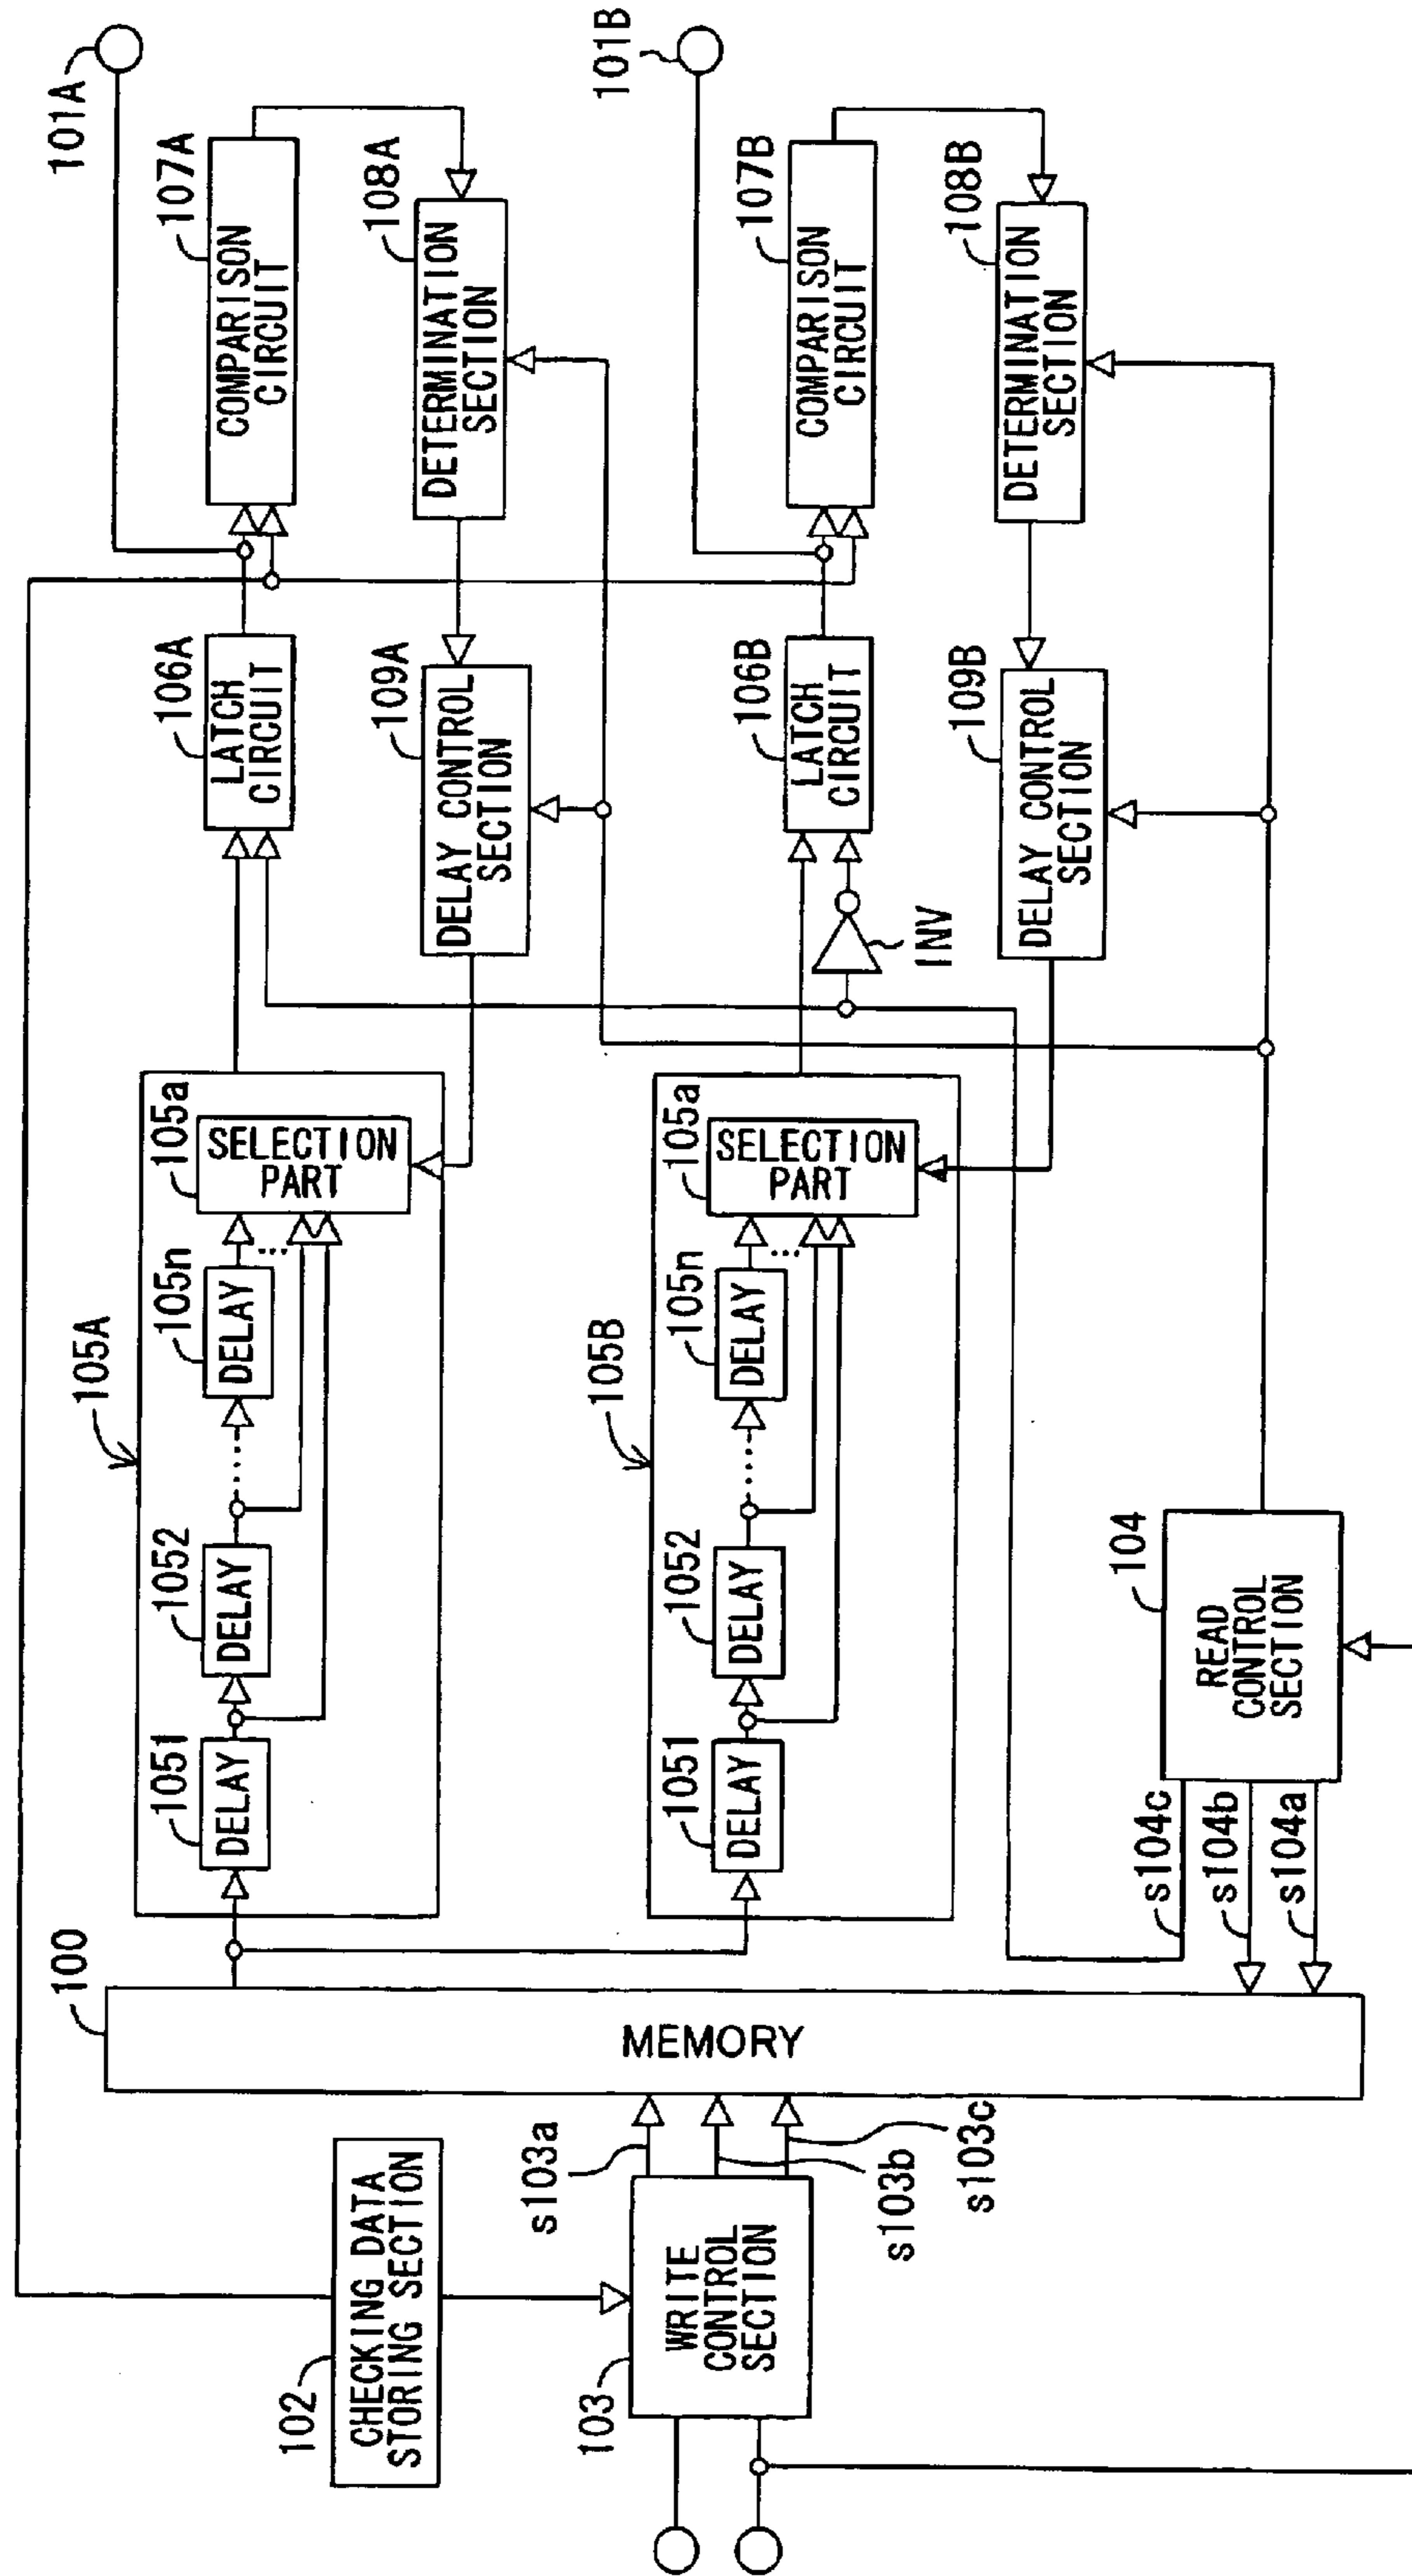 101A
107A
COMPARISON
CIRCUIT
108A
DETERMINATION
SECTION
106A
LATCH
CIRCUIT
109A
DELAY CONTROL
SECTION
105A
105a
SELECTION
PART
1051
DELAY
1052
DELAY
105n
DELAY
101B
107B
COMPARISON
CIRCUIT
108B
DETERMINATION
SECTION
106B
LATCH
CIRCUIT
INV
109B
DELAY CONTROL
SECTION
105B
105a
SELECTION
PART
1051
DELAY
1052
DELAY
105n
DELAY
100
MEMORY
102
CHECKING DATA
STORING SECTION
103
WRITE
CONTROL
SECTION
s103a
s103b
s103c
104
READ
CONTROL
SECTION
s104c
s104b
s104a